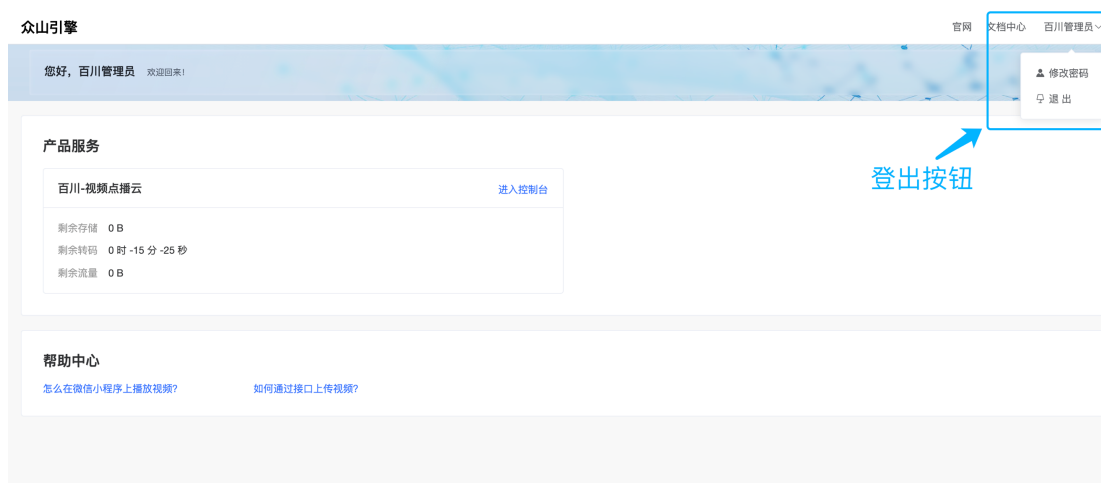 众山引擎
官网 文档中心 百川管理员
您好，百川管理员 欢迎回来!
修改密码
退 出
登出按钮
产品服务
百川-视频点播云 进入控制台
剩余存储 0 B
剩余转码 0 时 -15 分 -25 秒
剩余流量 0 B
帮助中心
怎么在微信小程序上播放视频? 如何通过接口上传视频?